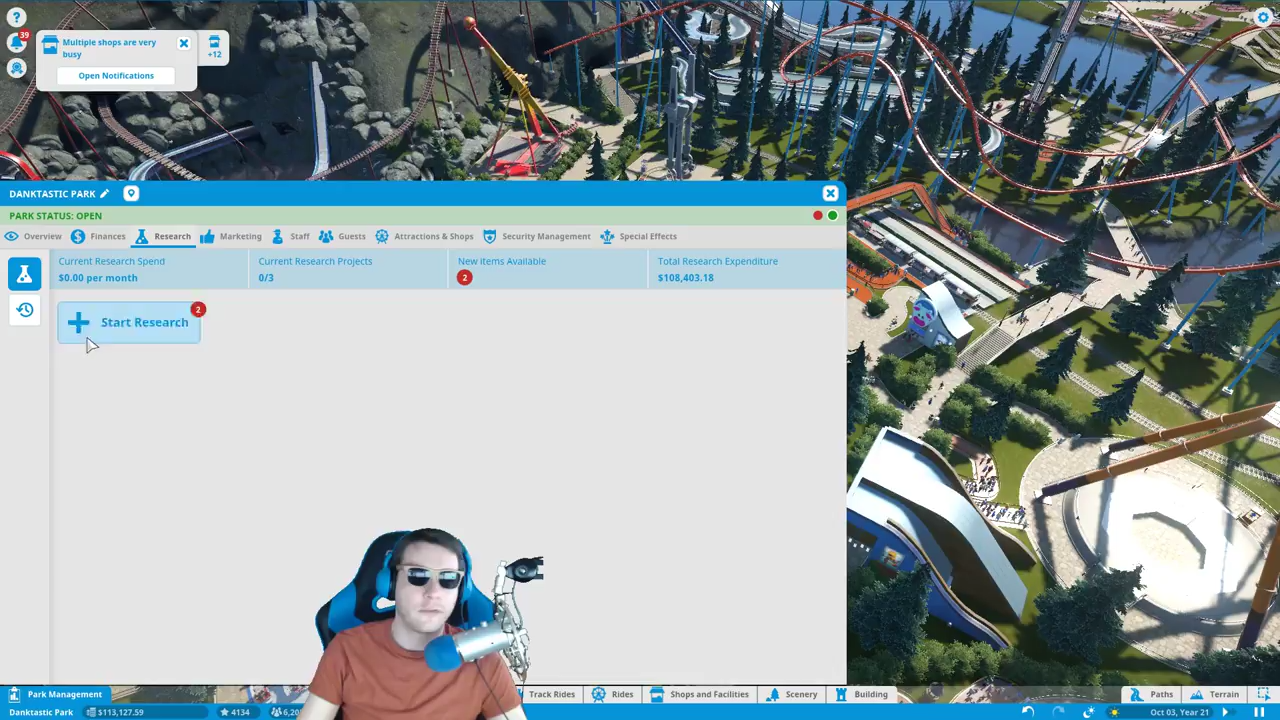 ?
39
Multiple shops are very
busy
+12
Open Notifications
DANKTASTIC PARK
PARK STATUS: OPEN
Overview
Finances
Research
Marketing
Staff
Guests
Attractions & Shops
Security Management
Special Effects
Current Research Spend
$0.00 per month
Current Research Projects
0/3
New items Available
2
Total Research Expenditure
$108,403.18
Start Research
2
Park Management
Track Rides
Rides
Shops and Facilities
Scenery
Building
Paths
Terrain
Danktastic Park
$113,127.59
4134
6,20
Oct 03, Year 21